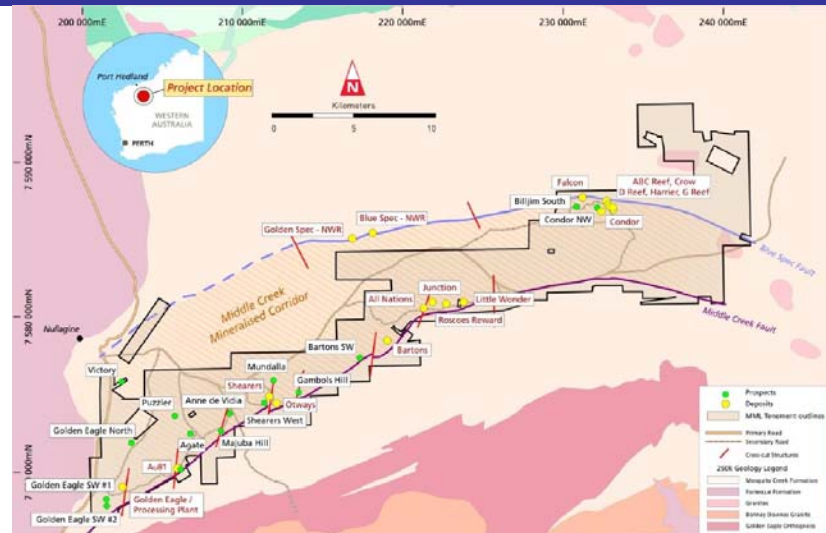 200 000mE
210 000mE
220 000mE
230 000mE
240 000mE
Port Hedland
Project Location
WESTERN
AUSTRALIA
PERTH
N
Kilometers
0 5 10
7 590 000mN
7 580 000mN
Falcon
ABC Reef, Crow
D Reef, Harrier, G Reef
Billjim South
Condor NW
Condor
Blue Spec - NWR
Golden Spec - NWR
Blue Spec Fault
Middle Creek
Mineralised Corridor
Junction
All Nations
Little Wonder
Roscoes Reward
Middle Creek Fault
Nullagine
Bartons SW
Bartons
Victory
Mundalla
Shearers
Gambols Hill
Puzzler
Anne de Vidia
Otways
Shearers West
Golden Eagle North
Agate
Majuba Hill
Au81
Golden Eagle SW #1
Golden Eagle /
Processing Plant
Golden Eagle SW #2
Prospects
Deposits
MML Tenement outlines
Primary Road
Secondary Road
Cross-cut Structures
250k Geology Legend
Mosquito Creek Formation
Fortescue Formation
Granites
Bonney Downs Granite
Golden Eagle Orthogneiss